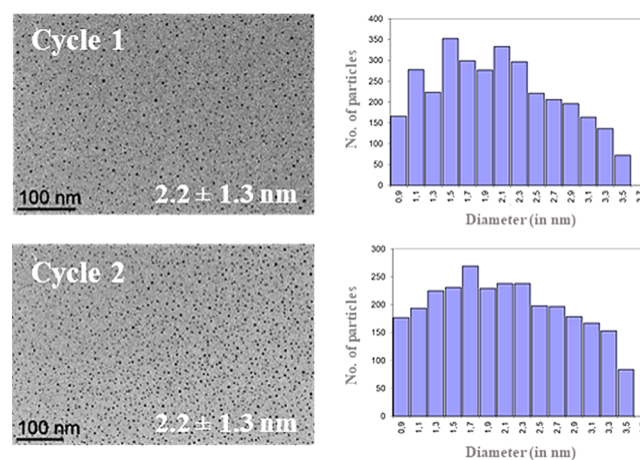 Cycle 1
100 nm
2.2 ± 1.3 nm
No. of particles
400
350
300
250
200
150
100
50
0
0,9 1,1 1,3 1,5 1,7 1,9 2,1 2,3 2,5 2,7 2,9 3,1 3,3 3,5
Diameter (in nm)
Cycle 2
100 nm
2.2 ± 1.3 nm
No. of particles
300
250
200
150
100
50
0
0,9 1,1 1,3 1,5 1,7 1,9 2,1 2,3 2,5 2,7 2,9 3,1 3,3 3,5
Diameter (in nm)